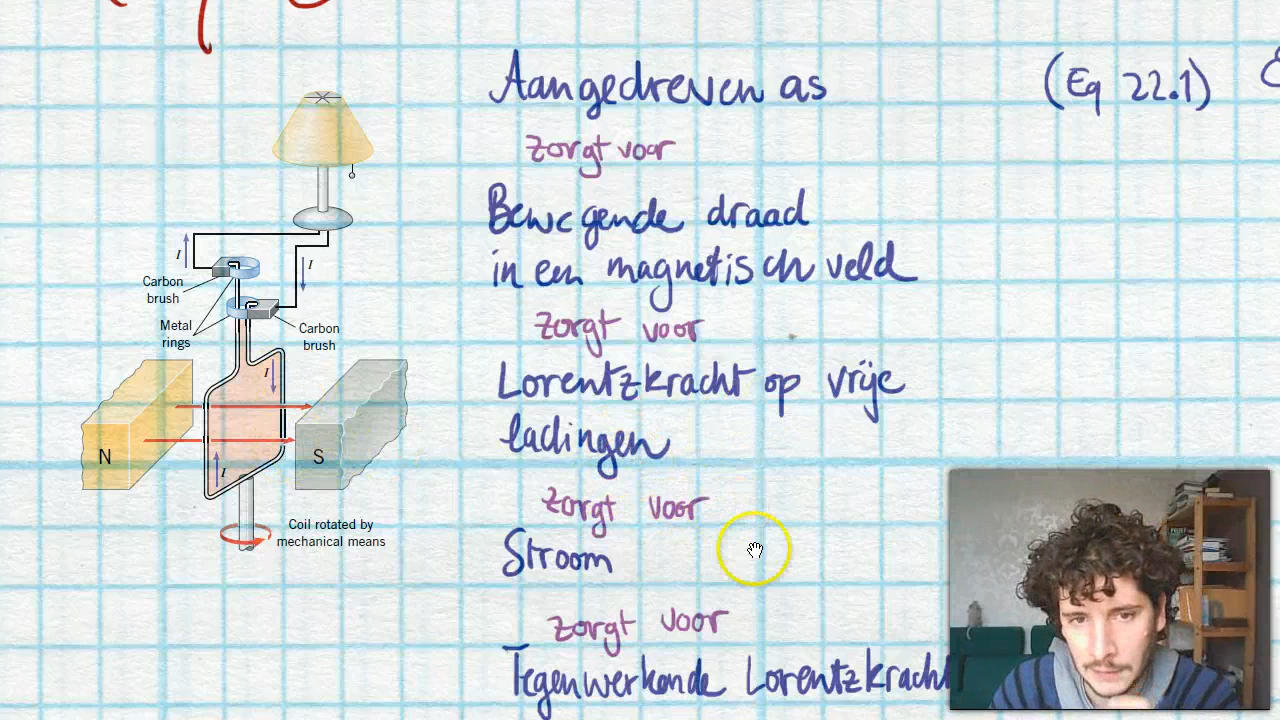 Aangedreven as
(Eq 22.1)
zorgt voor
Bewegende draad
in een magnetisch veld
zorgt voor
Lorentzkracht op vrije
ladingen
zorgt voor
Stroom
zorgt voor
Tegenwerkende Lorentzkracht
I
I
Carbon
brush
Metal
rings
Carbon
brush
I
N
S
I
Coil rotated by
mechanical means